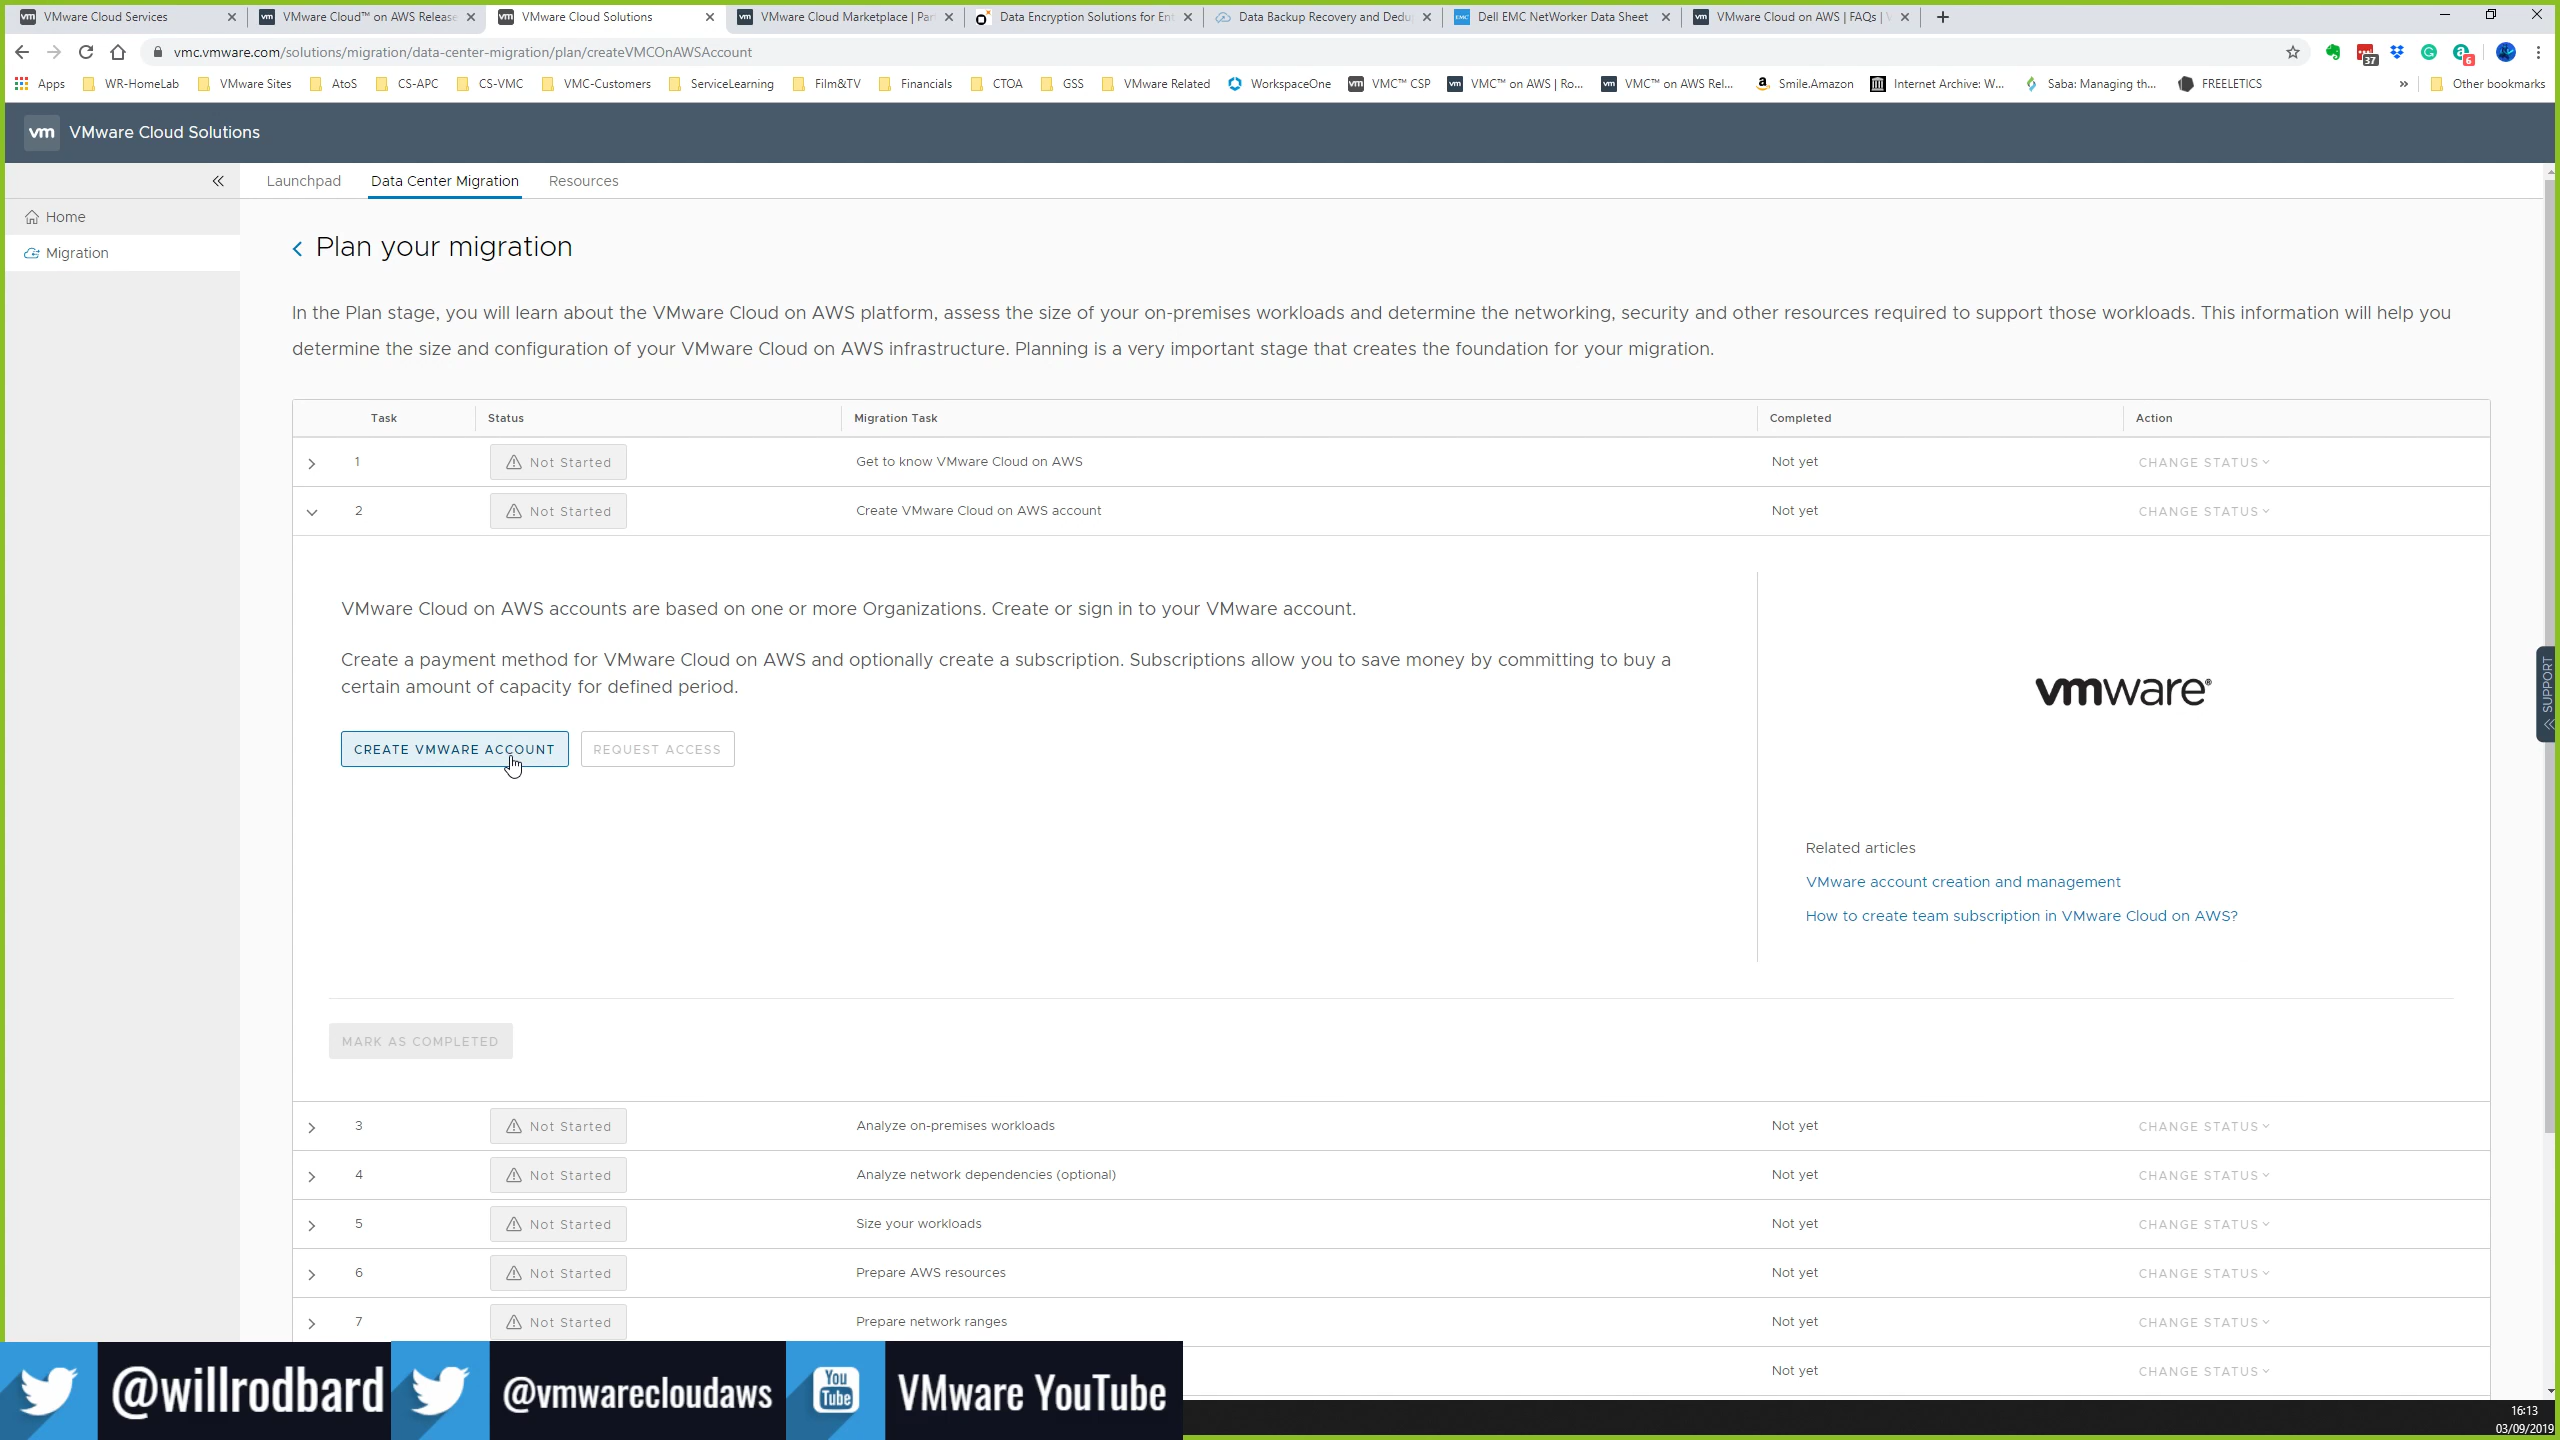 VMware Cloud Services
VMware Cloud™ on AWS Release
VMware Cloud Solutions
VMware Cloud Marketplace | Par
Data Encryption Solutions for Ent
Data Backup Recovery and Dedu
Dell EMC NetWorker Data Sheet
VMware Cloud on AWS | FAQs |
vmc.vmware.com/solutions/migration/data-center-migration/plan/createVMCOnAWSAccount
37
6
Apps
WR-HomeLab
VMware Sites
AtoS
CS-APC
CS-VMC
VMC-Customers
ServiceLearning
Film&TV
Financials
CTOA
GSS
VMware Related
WorkspaceOne
VMC™ CSP
VMC™ on AWS | Ro...
VMC™ on AWS Rel...
Smile.Amazon
Internet Archive: W...
Saba: Managing th...
FREELETICS
»
Other bookmarks
vm VMware Cloud Solutions
Launchpad
Data Center Migration
Resources
Home
Migration
Plan your migration
In the Plan stage, you will learn about the VMware Cloud on AWS platform, assess the size of your on-premises workloads and determine the networking, security and other resources required to support those workloads. This information will help you
determine the size and configuration of your VMware Cloud on AWS infrastructure. Planning is a very important stage that creates the foundation for your migration.
Task Status Migration Task Completed Action
1 Not Started Get to know VMware Cloud on AWS Not yet CHANGE STATUS
2 Not Started Create VMware Cloud on AWS account Not yet CHANGE STATUS
VMware Cloud on AWS accounts are based on one or more Organizations. Create or sign in to your VMware account.
Create a payment method for VMware Cloud on AWS and optionally create a subscription. Subscriptions allow you to save money by committing to buy a
certain amount of capacity for defined period.
CREATE VMWARE ACCOUNT
REQUEST ACCESS
vmware®
SUPPORT
Related articles
VMware account creation and management
How to create team subscription in VMware Cloud on AWS?
MARK AS COMPLETED
3 Not Started Analyze on-premises workloads Not yet CHANGE STATUS
4 Not Started Analyze network dependencies (optional) Not yet CHANGE STATUS
5 Not Started Size your workloads Not yet CHANGE STATUS
6 Not Started Prepare AWS resources Not yet CHANGE STATUS
7 Not Started Prepare network ranges Not yet CHANGE STATUS
Not yet CHANGE STATUS
@willrodbard
@vmwarecloudaws
You Tube
VMware YouTube
16:13
03/09/2019